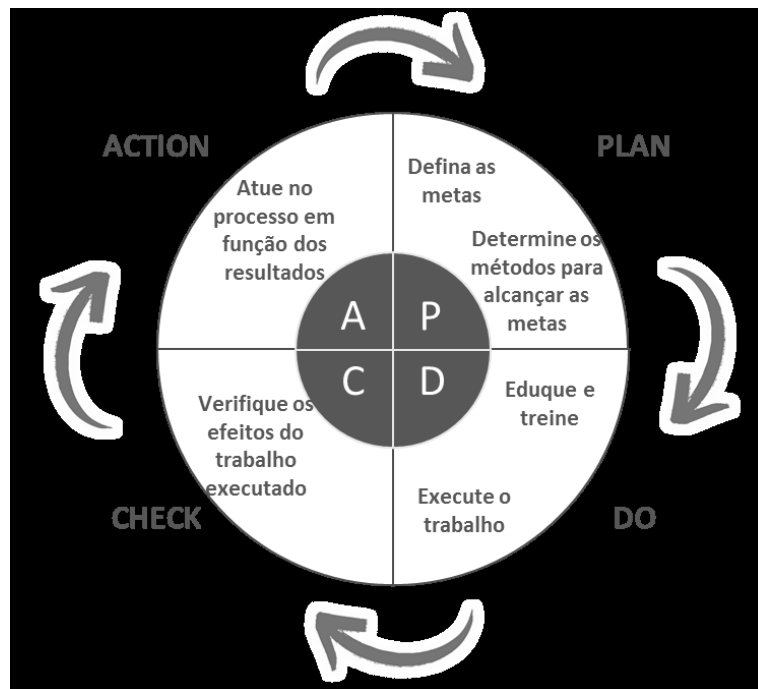 ACTION
PLAN
Atue no
processo em
função dos
resultados
Defina as
metas
Determine os
métodos para
alcançar as
metas
A
P
C
D
Verifique os
efeitos do
trabalho
executado
Eduque e
treine
Execute o
trabalho
CHECK
DO